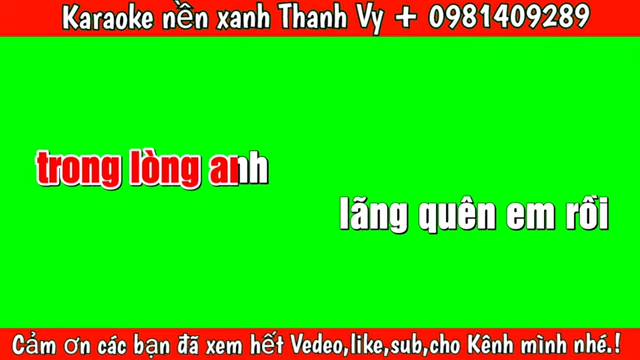 Karaoke nền xanh Thanh Vy + 0981409289
trong lòng anh
lãng quên em rồi
Cảm ơn các bạn đã xem hết Vedeo,like,sub,cho Kênh mình nhé.!